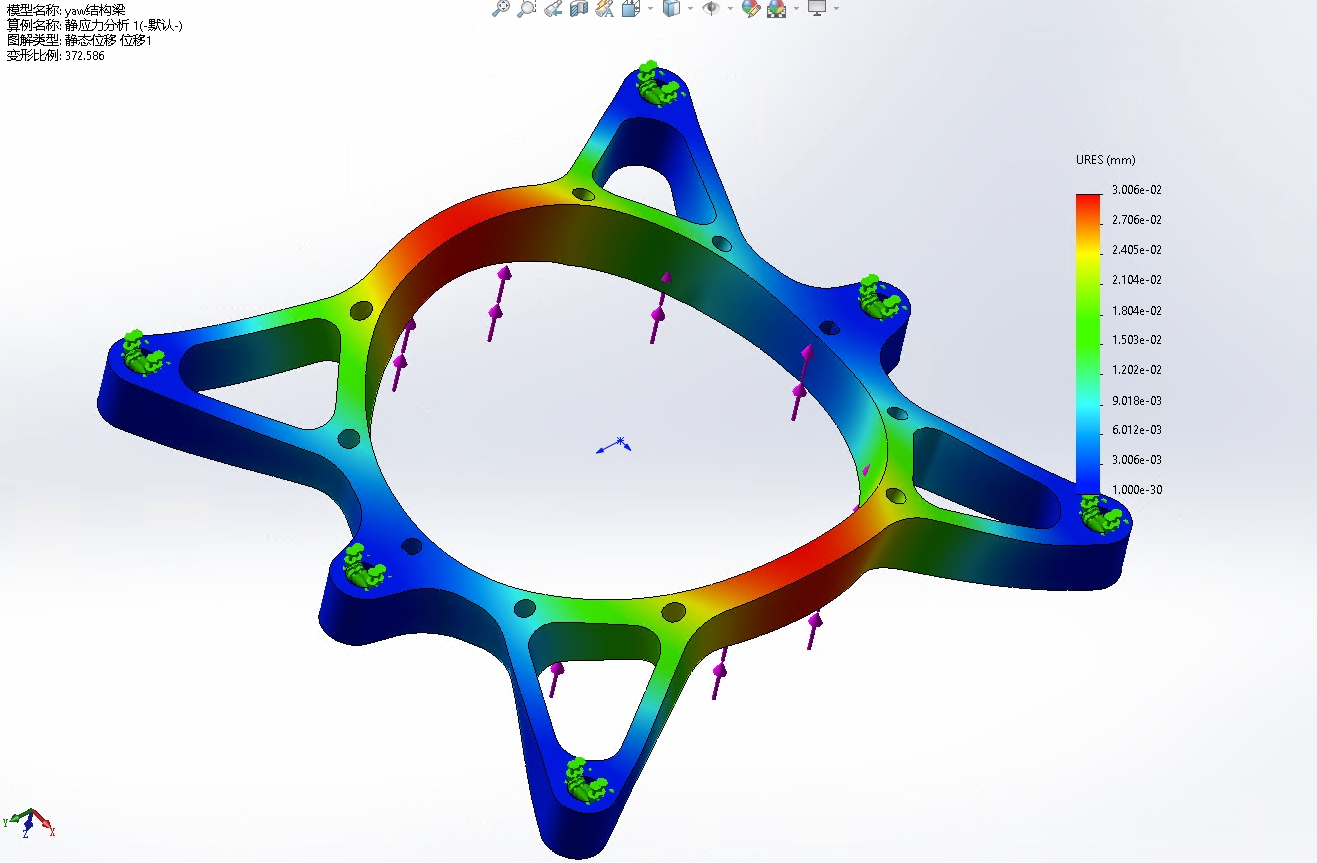 模型名称: yaw结构梁
算例名称: 静应力分析 1(-默认-)
图解类型: 静态位移 位移1
变形比例: 372.586
URES (mm)
3.006e-02
2.706e-02
2.405e-02
2.104e-02
1.804e-02
1.503e-02
1.202e-02
9.018e-03
6.012e-03
3.006e-03
1.000e-30
Y
Z
X